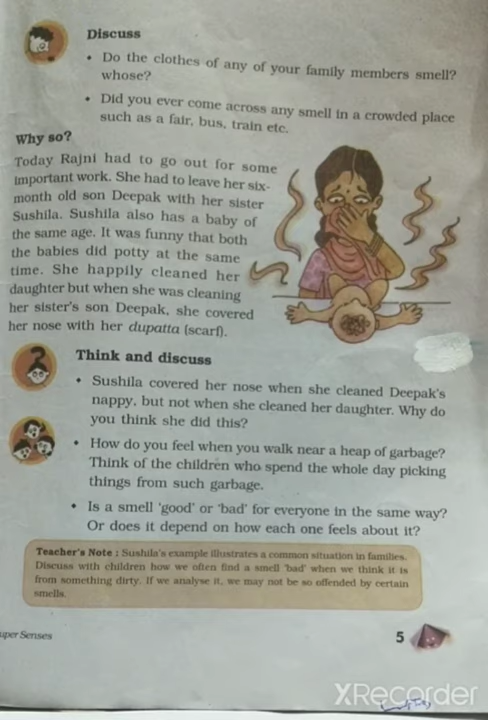 Discuss
• Do the clothes of any of your family members smell?
whose?
• Did you ever come across any smell in a crowded place
such as a fair, bus, train etc.
Why so?
Today Rajni had to go out for some
important work. She had to leave her six-
month old son Deepak with her sister
Sushila. Sushila also has a baby of
the same age. It was funny that both
the babies did potty at the same
time. She happily cleaned her
daughter but when she was cleaning
her sister's son Deepak, she covered
her nose with her dupatta (scarf).
Think and discuss
• Sushila covered her nose when she cleaned Deepak's
nappy, but not when she cleaned her daughter. Why do
you think she did this?
• How do you feel when you walk near a heap of garbage?
Think of the children who spend the whole day picking
things from such garbage.
• Is a smell 'good' or 'bad' for everyone in the same way?
Or does it depend on how each one feels about it?
Teacher's Note : Sushila's example illustrates a common situation in families.
Discuss with children how we often find a smell 'bad' when we think it is
from something dirty. If we analyse it, we may not be so offended by certain
smells.
uper Senses
5
XRecorder